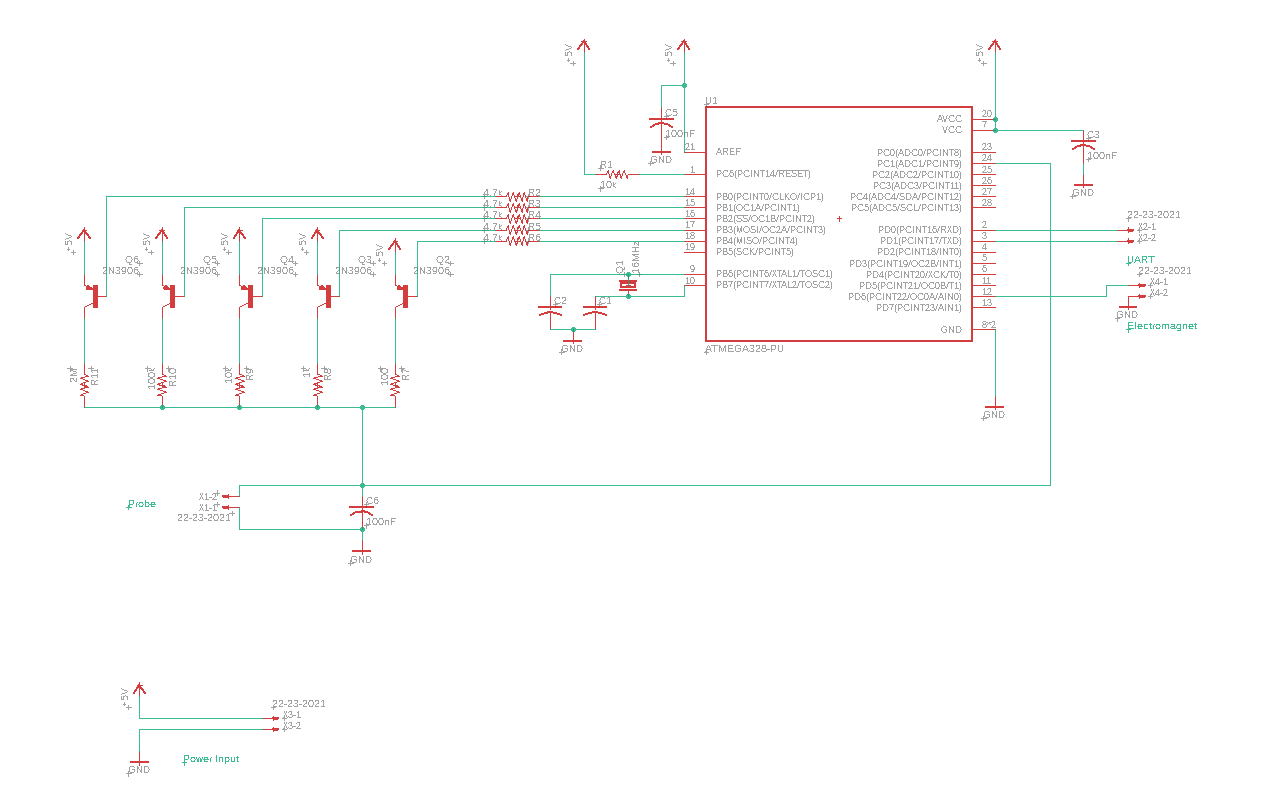 +5V
+5V
+5V
U1
C5
100nF
GND
AVCC
VCC
20
7
C3
100nF
GND
21
AREF
R1
10k
1
PC6(PCINT14/RESET)
14
PB0(PCINT0/CLKO/ICP1)
15
PB1(OC1A/PCINT1)
16
PB2(SS/OC1B/PCINT2)
17
PB3(MOSI/OC2A/PCINT3)
18
PB4(MISO/PCINT4)
19
PB5(SCK/PCINT5)
9
PB6(PCINT6/XTAL1/TOSC1)
10
PB7(PCINT7/XTAL2/TOSC2)
PC0(ADC0/PCINT8)
23
PC1(ADC1/PCINT9)
24
PC2(ADC2/PCINT10)
25
PC3(ADC3/PCINT11)
26
PC4(ADC4/SDA/PCINT12)
27
PC5(ADC5/SCL/PCINT13)
28
PD0(PCINT16/RXD)
2
PD1(PCINT17/TXD)
3
PD2(PCINT18/INT0)
4
PD3(PCINT19/OC2B/INT1)
5
PD4(PCINT20/XCK/T0)
6
PD5(PCINT21/OC0B/T1)
11
PD6(PCINT22/OC0A/AIN0)
12
PD7(PCINT23/AIN1)
13
GND
8*2
ATMEGA328-PU
GND
22-23-2021
X2-1
X2-2
UART
22-23-2021
X4-1
X4-2
GND
Electromagnet
4.7k R2
4.7k R3
4.7k R4
4.7k R5
4.7k R6
Q1
16MHz
C2
C1
GND
+5V
+5V
+5V
+5V
+5V
Q6
2N3906
Q5
2N3906
Q4
2N3906
Q3
2N3906
Q2
2N3906
2M
R11
100k
R10
10k
R9
1k
R8
100
R7
Probe
X1-2
X1-1
22-23-2021
C6
100nF
GND
+5V
22-23-2021
X3-1
X3-2
GND
Power Input